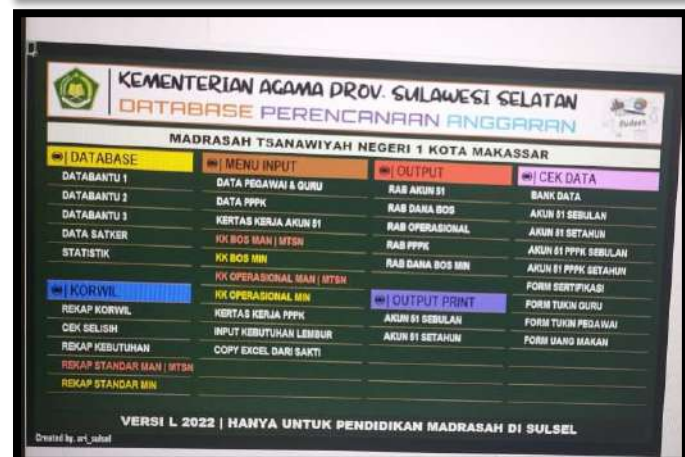 KEMENTERIAN AGAMA PROV. SULAWESI SELATAN
DATABASE PERENCANAAN ANGGARAN
Budget
MADRASAH TSANAWIYAH NEGERI 1 KOTA MAKASSAR
DATABASE
DATABANTU 1
DATABANTU 2
DATABANTU 3
DATA SATKER
STATISTIK
KORWIL
REKAP KORWIL
CEK SELISIH
REKAP KEBUTUHAN
REKAP STANDAR MAN | MTSN
REKAP STANDAR MIN
MENU INPUT
DATA PEGAWAI & GURU
DATA PPPK
KERTAS KERJA AKUN 51
KK BOS MAN | MTSN
KK BOS MIN
KK OPERASIONAL MAN | MTSN
KK OPERASIONAL MIN
KERTAS KERJA PPPK
INPUT KEBUTUHAN LEMBUR
COPY EXCEL DARI SAKTI
OUTPUT
RAB AKUN 51
RAB DANA BOS
RAB OPERASIONAL
RAB PPPK
RAB DANA BOS MIN
OUTPUT PRINT
AKUN 51 SEBULAN
AKUN 51 SETAHUN
CEK DATA
BANK DATA
AKUN 51 SEBULAN
AKUN 51 SETAHUN
AKUN 51 PPPK SEBULAN
AKUN 51 PPPK SETAHUN
FORM SERTIFIKASI
FORM TUKIN GURU
FORM TUKIN PEGAWAI
FORM UANG MAKAN
VERSI L 2022 | HANYA UNTUK PENDIDIKAN MADRASAH DI SULSEL
Created by. ari_sulsel